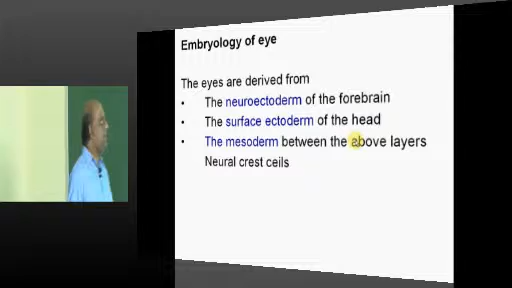 Embryology of eye
The eyes are derived from
• The neuroectoderm of the forebrain
• The surface ectoderm of the head
• The mesoderm between the above layers
Neural crest ceils